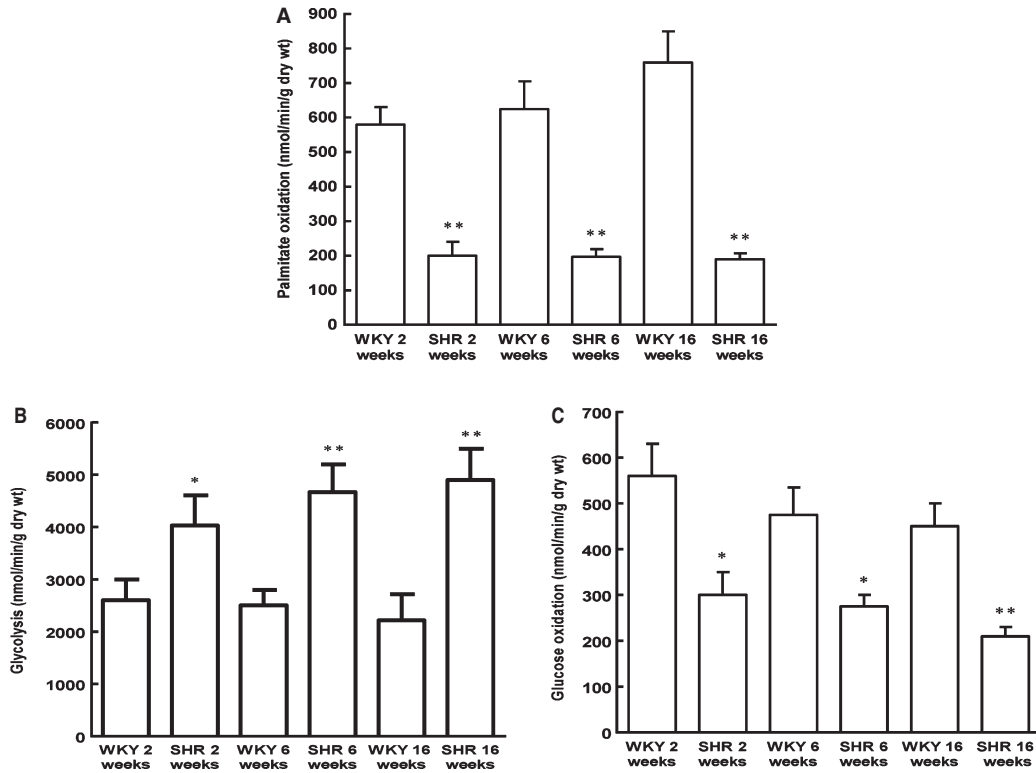 A
Palmitate oxidation (nmol/min/g dry wt)
900
800
700
600
500
400
300
200
100
0
**
**
**
WKY 2 weeks
SHR 2 weeks
WKY 6 weeks
SHR 6 weeks
WKY 16 weeks
SHR 16 weeks
B
Glycolysis (nmol/min/g dry wt)
6000
5000
4000
3000
2000
1000
0
*
**
**
WKY 2 weeks
SHR 2 weeks
WKY 6 weeks
SHR 6 weeks
WKY 16 weeks
SHR 16 weeks
C
Glucose oxidation (nmol/min/g dry wt)
700
600
500
400
300
200
100
0
*
*
**
WKY 2 weeks
SHR 2 weeks
WKY 6 weeks
SHR 6 weeks
WKY 16 weeks
SHR 16 weeks